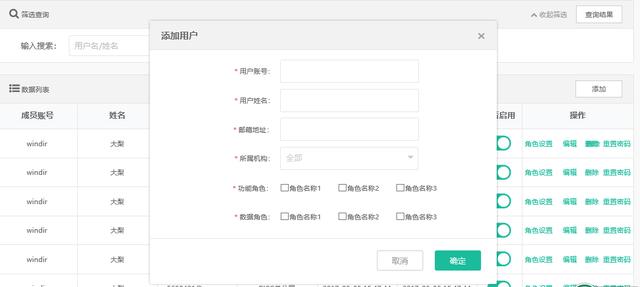 筛选查询 收起筛选 查询结果
输入搜索： 用户名/姓名
数据列表 添加
成员账号 姓名 启用 操作
windir 大梨 角色设置 编辑 删除 重置密码
windir 大梨 角色设置 编辑 删除 重置密码
windir 大梨 角色设置 编辑 删除 重置密码
windir 大梨 角色设置 编辑 删除 重置密码
windir 大梨 角色设置 编辑 删除 重置密码
添加用户 ×
* 用户账号：
* 用户姓名：
* 邮箱地址：
* 所属机构： 全部
* 功能角色： 角色名称1 角色名称2 角色名称3
* 数据角色： 角色名称1 角色名称2 角色名称3
取消 确定